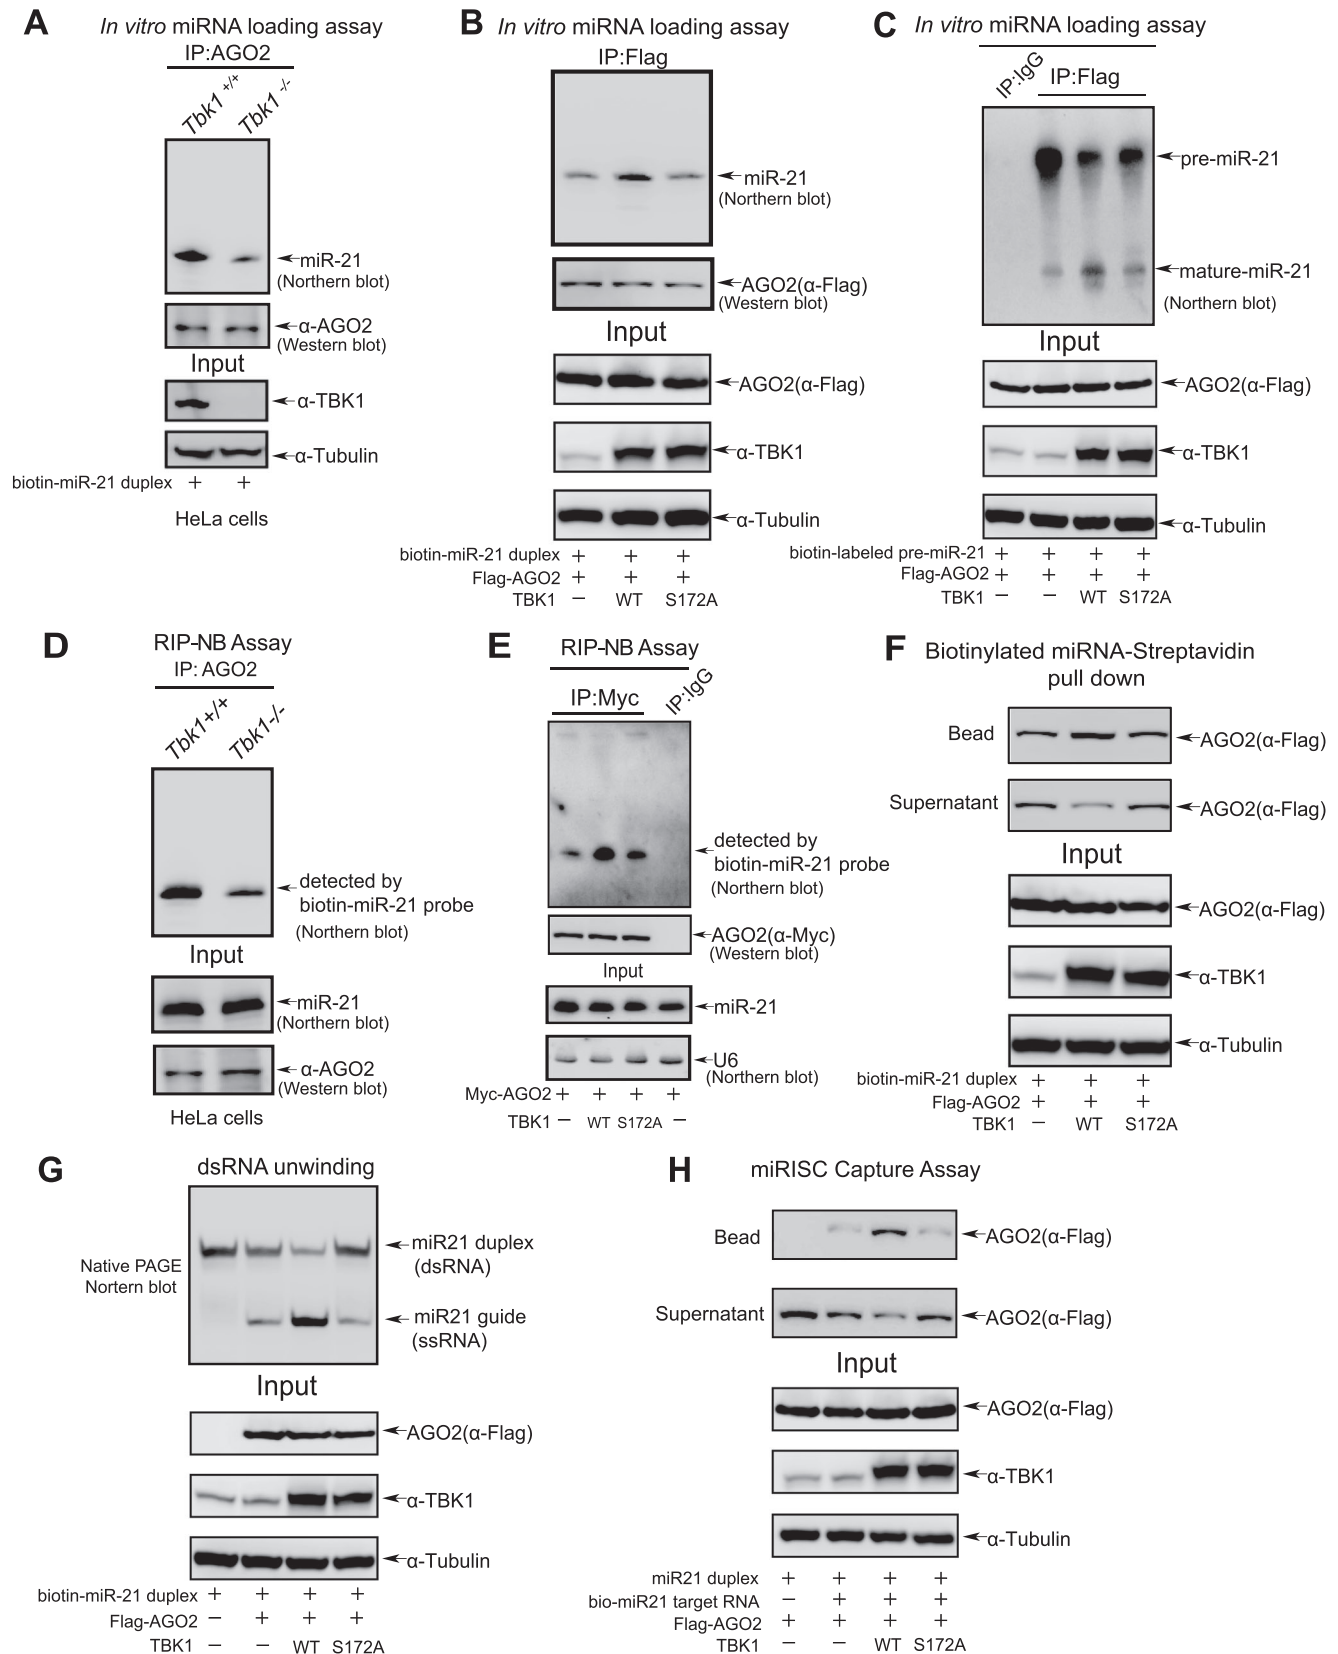 A
In vitro miRNA loading assay
IP:AGO2
Tbk1 +/+
Tbk1 -/-
miR-21
(Northern blot)
α-AGO2
(Western blot)
Input
α-TBK1
α-Tubulin
biotin-miR-21 duplex + +
HeLa cells
B
In vitro miRNA loading assay
IP:Flag
miR-21
(Northern blot)
AGO2(α-Flag)
(Western blot)
Input
AGO2(α-Flag)
α-TBK1
α-Tubulin
biotin-miR-21 duplex + + +
Flag-AGO2 + + +
TBK1 − WT S172A
C
In vitro miRNA loading assay
IP:IgG
IP:Flag
pre-miR-21
mature-miR-21
(Northern blot)
Input
AGO2(α-Flag)
α-TBK1
α-Tubulin
biotin-labeled pre-miR-21 + + + +
Flag-AGO2 + + + +
TBK1 − − WT S172A
D
RIP-NB Assay
IP: AGO2
Tbk1+/+
Tbk1-/-
detected by
biotin-miR-21 probe
(Northern blot)
Input
miR-21
(Northern blot)
α-AGO2
(Western blot)
HeLa cells
E
RIP-NB Assay
IP:Myc
IP:IgG
detected by
biotin-miR-21 probe
(Northern blot)
AGO2(α-Myc)
(Western blot)
Input
miR-21
U6
(Northern blot)
Myc-AGO2 + + + +
TBK1 − WT S172A −
F
Biotinylated miRNA-Streptavidin
pull down
Bead
AGO2(α-Flag)
Supernatant
AGO2(α-Flag)
Input
AGO2(α-Flag)
α-TBK1
α-Tubulin
biotin-miR-21 duplex + + +
Flag-AGO2 + + +
TBK1 − WT S172A
G
dsRNA unwinding
Native PAGE
Nortern blot
miR21 duplex
(dsRNA)
miR21 guide
(ssRNA)
Input
AGO2(α-Flag)
α-TBK1
α-Tubulin
biotin-miR-21 duplex + + + +
Flag-AGO2 − + + +
TBK1 − − WT S172A
H
miRISC Capture Assay
Bead
AGO2(α-Flag)
Supernatant
AGO2(α-Flag)
Input
AGO2(α-Flag)
α-TBK1
α-Tubulin
miR21 duplex + + + +
bio-miR21 target RNA − + + +
Flag-AGO2 + + + +
TBK1 − − WT S172A